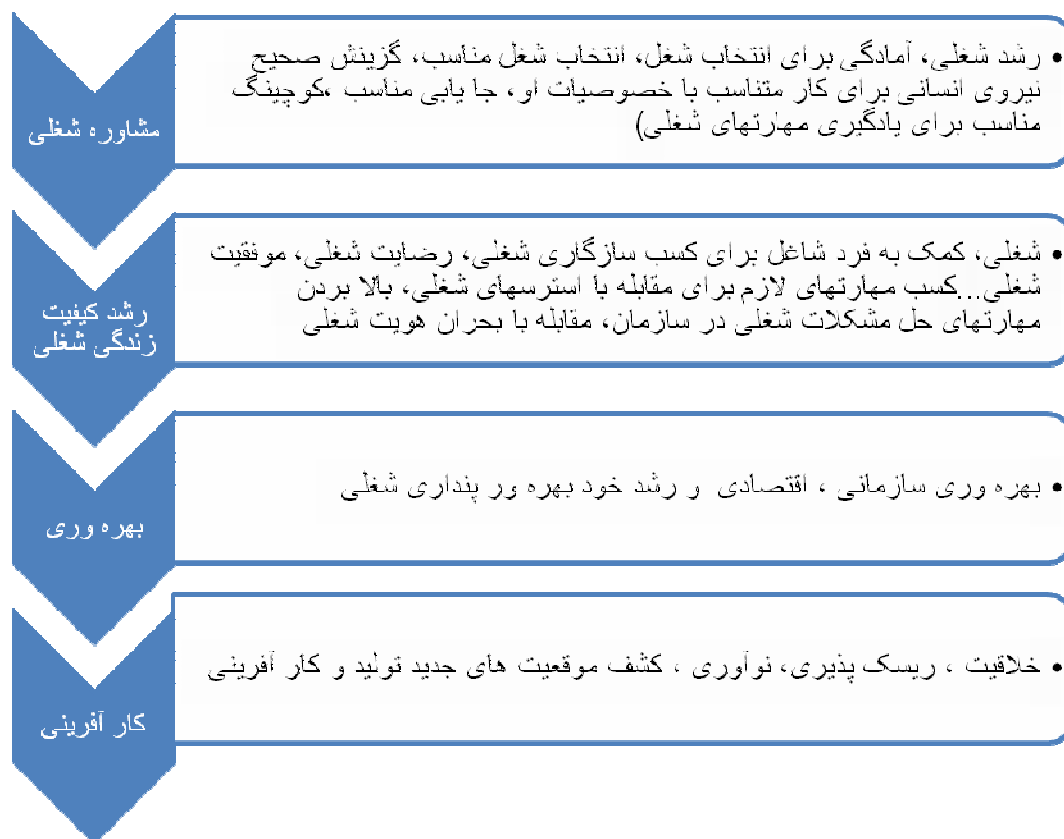 مشاوره شغلی
• رشد شغلی، آمادگی برای انتخاب شغل، انتخاب شغل مناسب، گزینش صحیح
نیروی انسانی برای کار متناسب با خصوصیات او، جا یابی مناسب ،کوچینگ
مناسب برای یادگیری مهارتهای شغلی)
رشد کیفیت
زندگی شغلی
• شغلی، کمک به فرد شاغل برای کسب سازگاری شغلی، رضایت شغلی، موفقیت
شغلی...کسب مهارتهای لازم برای مقابله با استرسهای شغلی، بالا بردن
مهارتهای حل مشکلات شغلی در سازمان، مقابله با بحران هویت شغلی
بهره وری
• بهره وری سازمانی ، اقتصادی و رشد خود بهره ور پنداری شغلی
کار آفرینی
• خلاقیت ، ریسک پذیری، نوآوری ، کشف موقعیت های جدید تولید و کار آفرینی